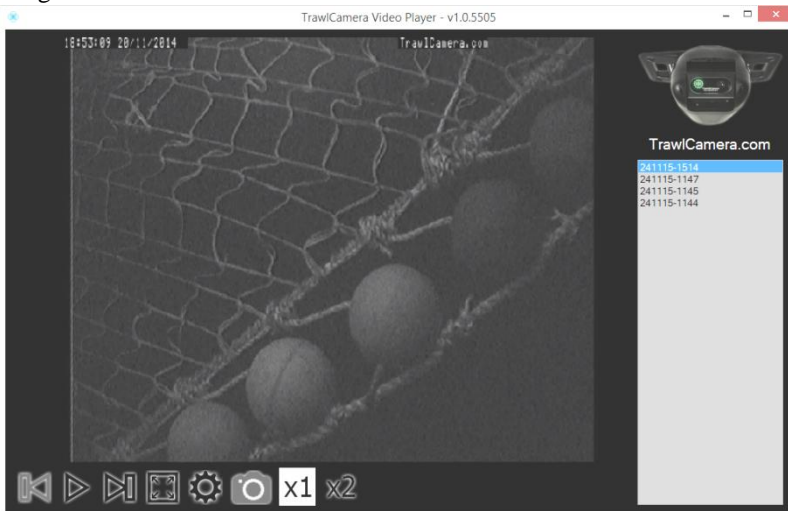 TrawlCamera Video Player - v1.0.5505
18:53:09 20/11/2014 TrawlCamera.com
TrawlCamera.com
241115-1514
241115-1147
241115-1145
241115-1144
x1 x2